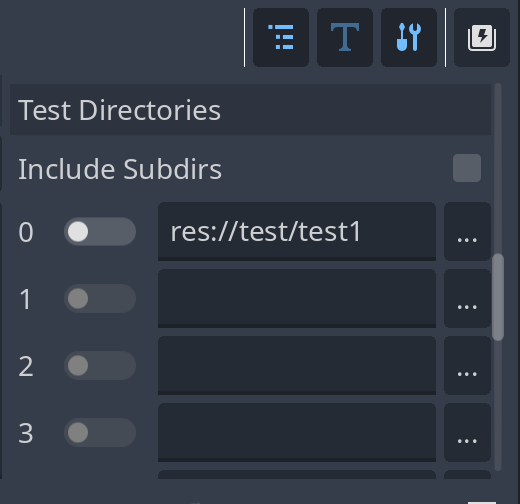 Test Directories
Include Subdirs
0 res://test/test1 ...
1 ...
2 ...
3 ...